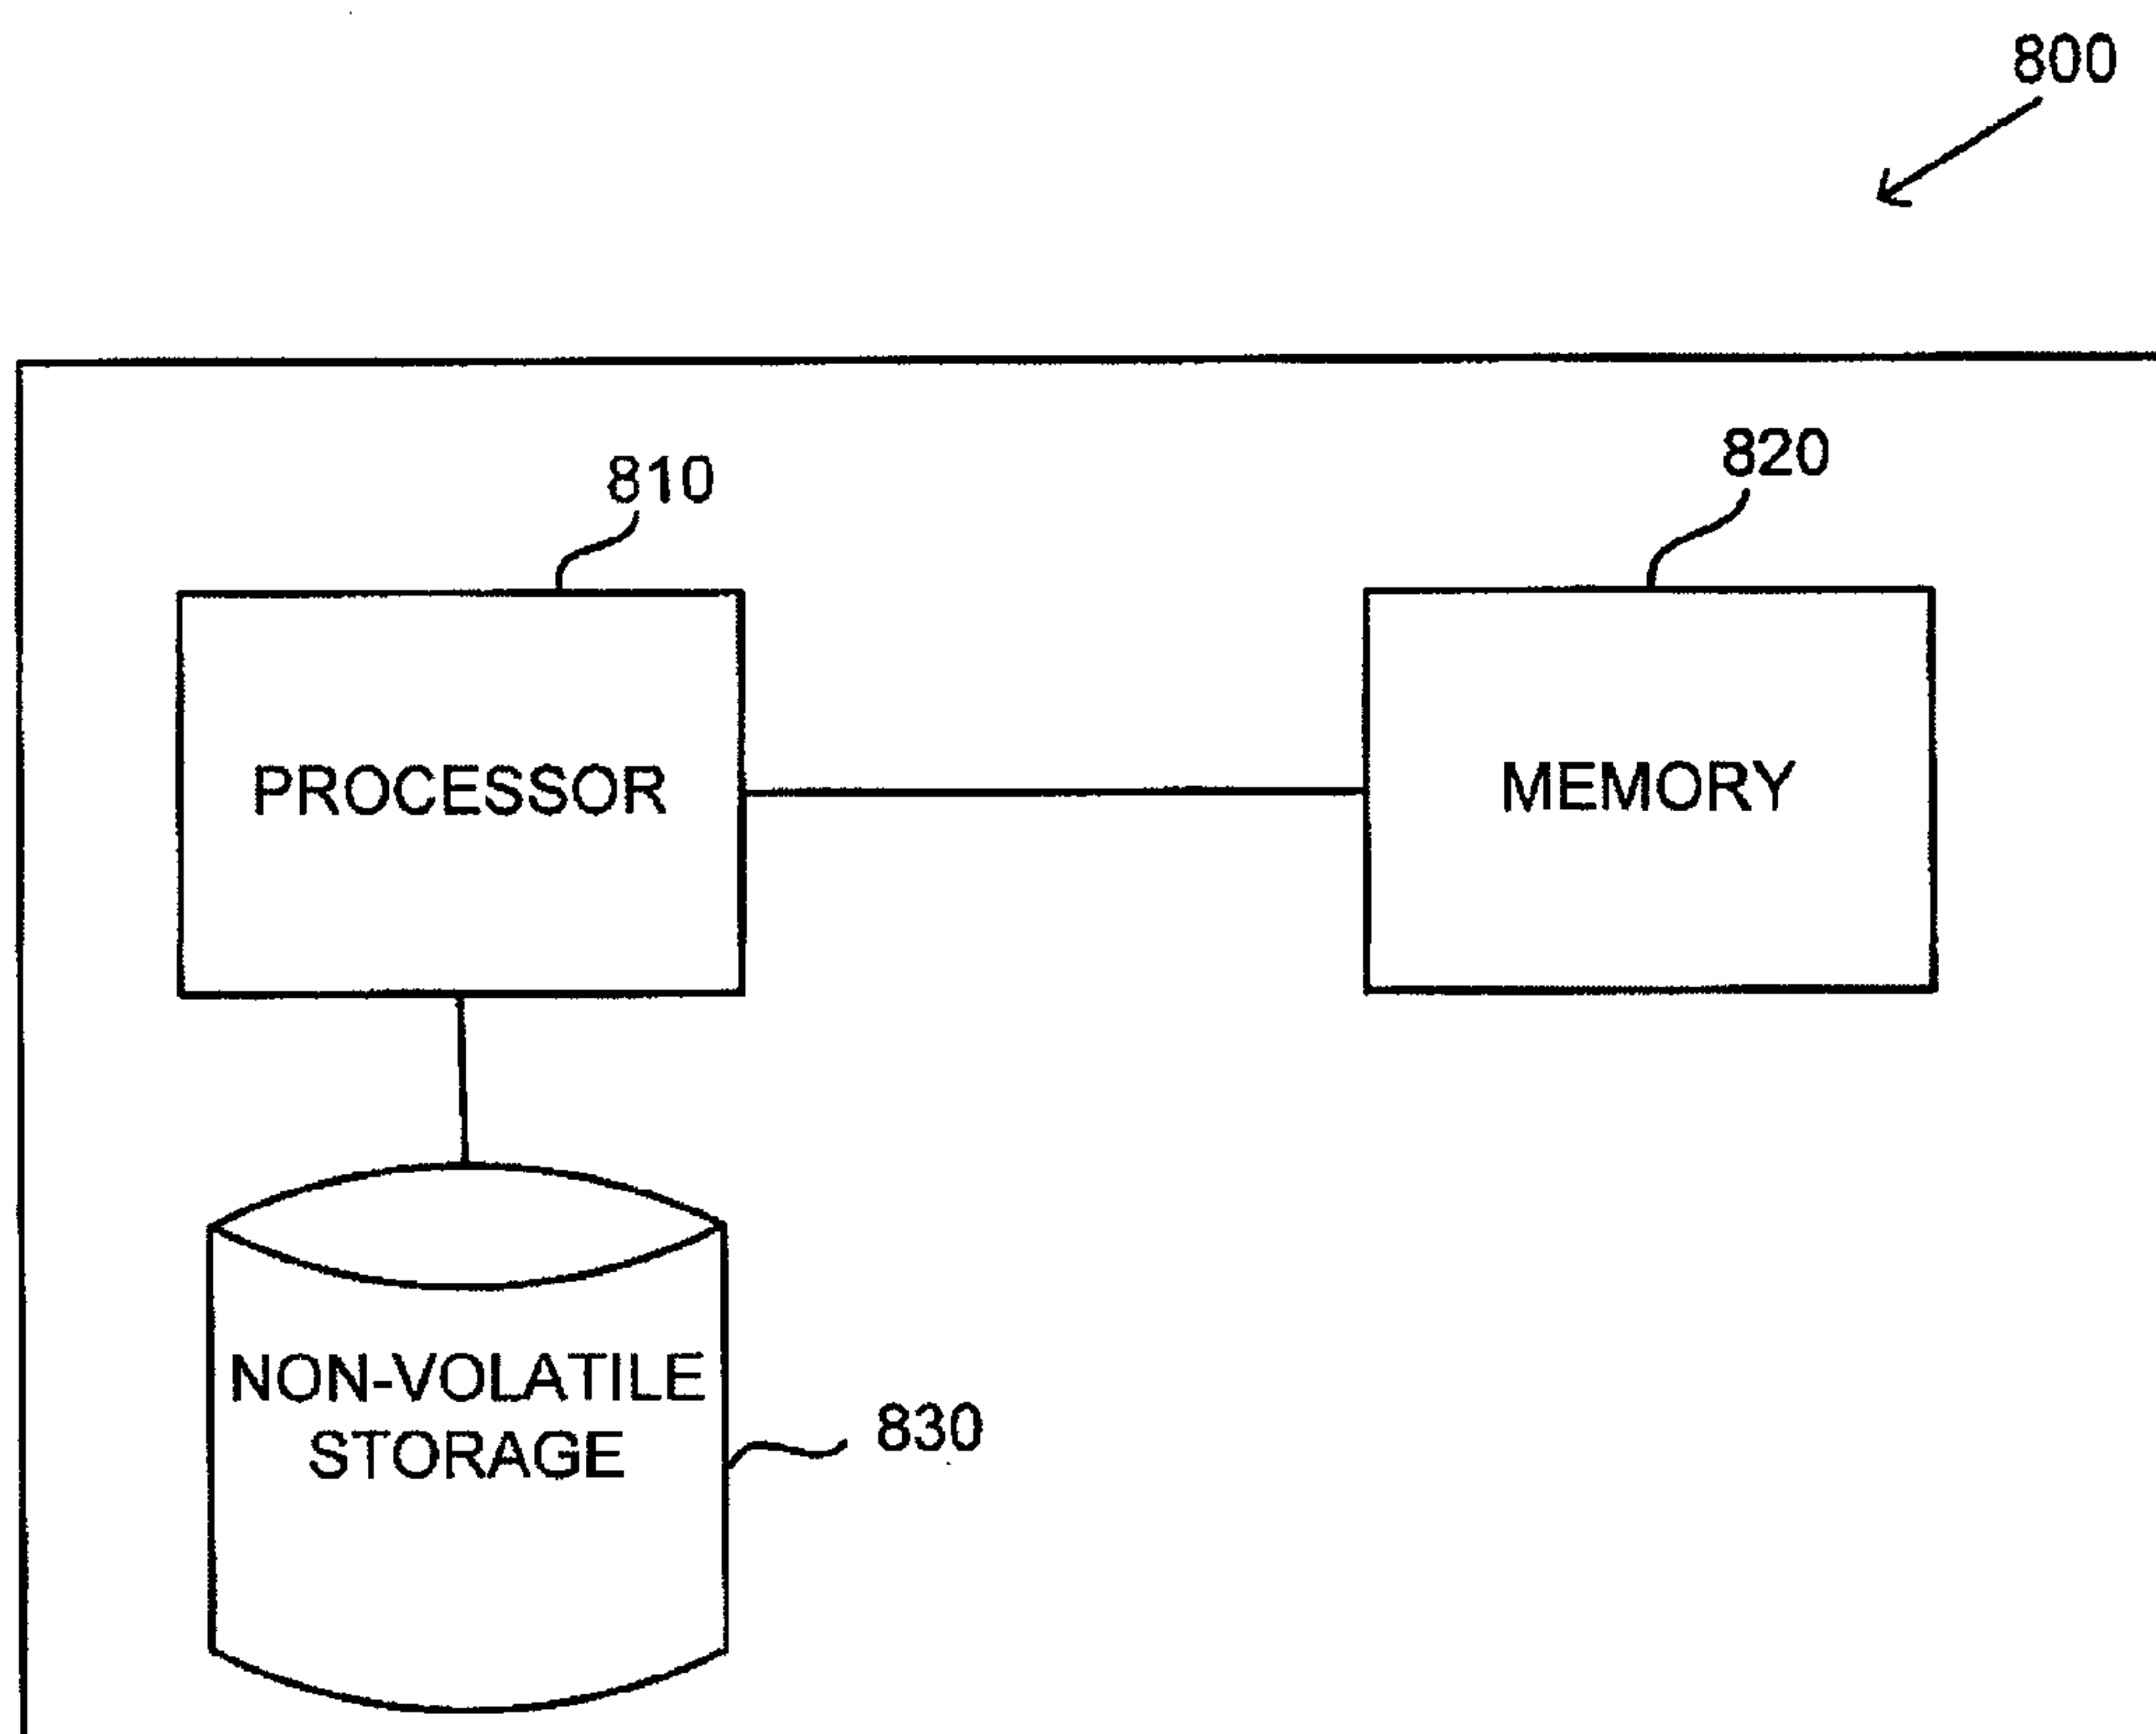 800
810
820
PROCESSOR
MEMORY
NON-VOLATILE
STORAGE
830